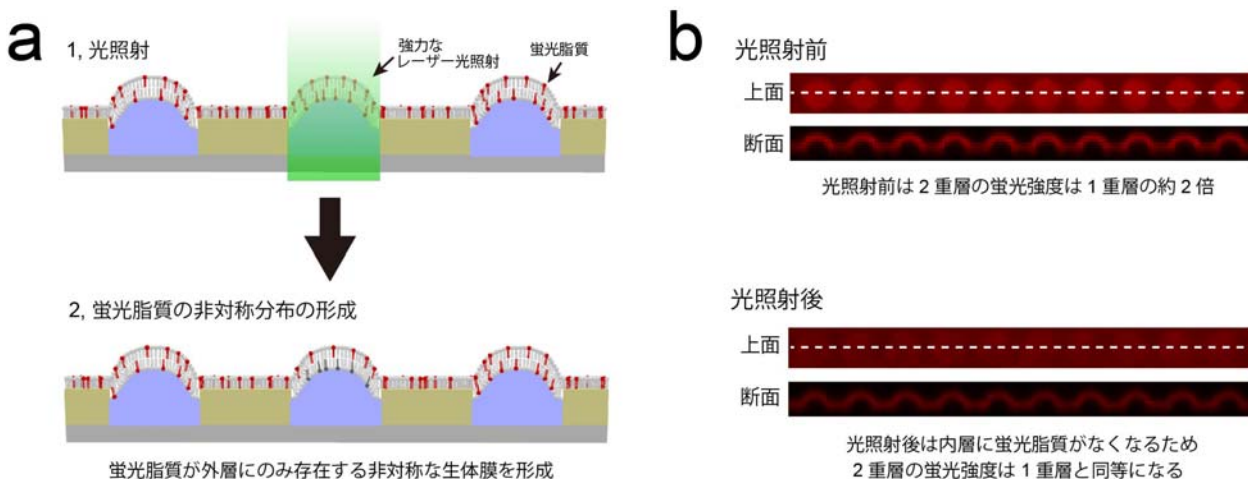 a
1, 光照射
強力な
レーザー光照射
蛍光脂質
2, 蛍光脂質の非対称分布の形成
蛍光脂質が外層にのみ存在する非対称な生体膜を形成
b
光照射前
上面
断面
光照射前は 2 重層の蛍光強度は 1 重層の約 2 倍
光照射後
上面
断面
光照射後は内層に蛍光脂質がなくなるため
2 重層の蛍光強度は 1 重層と同等になる